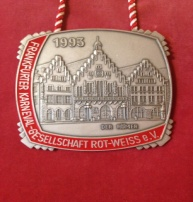 1995
DER RÖMER
FRANKFURTER KARNEVAL-GESELLSCHAFT ROT-WEISS e.V.